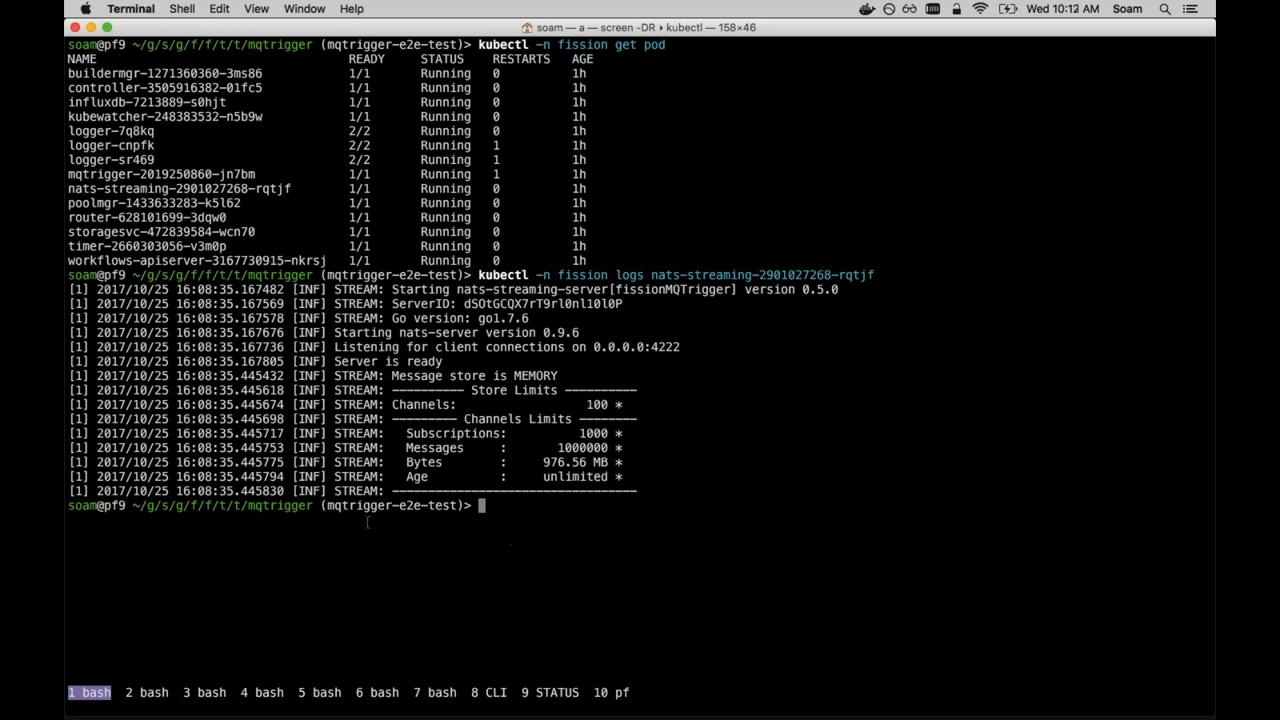 Terminal Shell Edit View Window Help Wed 10:12 AM Soam
soam — a — screen -DR ▸ kubectl — 158×46
soam@pf9 ~/g/s/g/f/f/t/t/mqtrigger (mqtrigger-e2e-test)> kubectl -n fission get pod
NAME READY STATUS RESTARTS AGE
buildermgr-1271360360-3ms86 1/1 Running 0 1h
controller-3505916382-01fc5 1/1 Running 0 1h
influxdb-7213889-s0hjt 1/1 Running 0 1h
kubewatcher-248383532-n5b9w 1/1 Running 0 1h
logger-7q8kq 2/2 Running 0 1h
logger-cnpfk 2/2 Running 1 1h
logger-sr469 2/2 Running 1 1h
mqtrigger-2019250860-jn7bm 1/1 Running 1 1h
nats-streaming-2901027268-rqtjf 1/1 Running 0 1h
poolmgr-1433633283-k5l62 1/1 Running 0 1h
router-628101699-3dqw0 1/1 Running 0 1h
storagesvc-472839584-wcn70 1/1 Running 0 1h
timer-2660303056-v3m0p 1/1 Running 0 1h
workflows-apiserver-3167730915-nkrsj 1/1 Running 0 1h
soam@pf9 ~/g/s/g/f/f/t/t/mqtrigger (mqtrigger-e2e-test)> kubectl -n fission logs nats-streaming-2901027268-rqtjf
[1] 2017/10/25 16:08:35.167482 [INF] STREAM: Starting nats-streaming-server[fissionMQTrigger] version 0.5.0
[1] 2017/10/25 16:08:35.167569 [INF] STREAM: ServerID: dSOtGCQX7rT9rl0nl10l0P
[1] 2017/10/25 16:08:35.167578 [INF] STREAM: Go version: go1.7.6
[1] 2017/10/25 16:08:35.167676 [INF] Starting nats-server version 0.9.6
[1] 2017/10/25 16:08:35.167736 [INF] Listening for client connections on 0.0.0.0:4222
[1] 2017/10/25 16:08:35.167805 [INF] Server is ready
[1] 2017/10/25 16:08:35.445432 [INF] STREAM: Message store is MEMORY
[1] 2017/10/25 16:08:35.445618 [INF] STREAM: ---------- Store Limits ----------
[1] 2017/10/25 16:08:35.445674 [INF] STREAM: Channels: 100 *
[1] 2017/10/25 16:08:35.445698 [INF] STREAM: --------- Channels Limits --------
[1] 2017/10/25 16:08:35.445717 [INF] STREAM: Subscriptions: 1000 *
[1] 2017/10/25 16:08:35.445753 [INF] STREAM: Messages : 1000000 *
[1] 2017/10/25 16:08:35.445775 [INF] STREAM: Bytes : 976.56 MB *
[1] 2017/10/25 16:08:35.445794 [INF] STREAM: Age : unlimited *
[1] 2017/10/25 16:08:35.445830 [INF] STREAM: ----------------------------------
soam@pf9 ~/g/s/g/f/f/t/t/mqtrigger (mqtrigger-e2e-test)>
1 bash 2 bash 3 bash 4 bash 5 bash 6 bash 7 bash 8 CLI 9 STATUS 10 pf